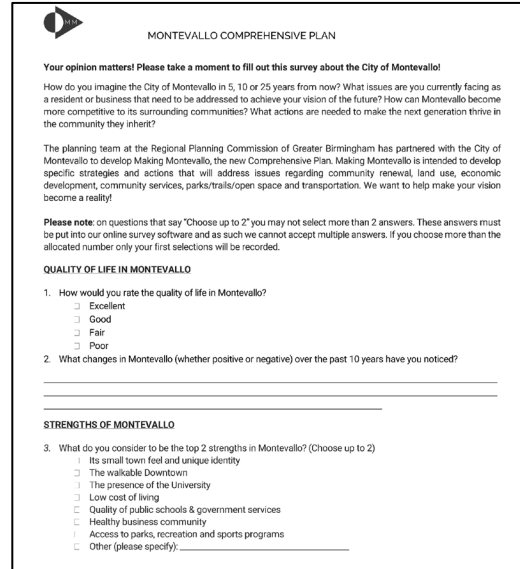 MM
MONTEVALLO COMPREHENSIVE PLAN
Your opinion matters! Please take a moment to fill out this survey about the City of Montevallo!
How do you imagine the City of Montevallo in 5, 10 or 25 years from now? What issues are you currently facing as
a resident or business that need to be addressed to achieve your vision of the future? How can Montevallo become
more competitive to its surrounding communities? What actions are needed to make the next generation thrive in
the community they inherit?
The planning team at the Regional Planning Commission of Greater Birmingham has partnered with the City of
Montevallo to develop Making Montevallo, the new Comprehensive Plan. Making Montevallo is intended to develop
specific strategies and actions that will address issues regarding community renewal, land use, economic
development, community services, parks/trails/open space and transportation. We want to help make your vision
become a reality!
Please note: on questions that say "Choose up to 2" you may not select more than 2 answers. These answers must
be put into our online survey software and as such we cannot accept multiple answers. If you choose more than the
allocated number only your first selections will be recorded.
QUALITY OF LIFE IN MONTEVALLO
1. How would you rate the quality of life in Montevallo?
Excellent
Good
Fair
Poor
2. What changes in Montevallo (whether positive or negative) over the past 10 years have you noticed?
STRENGTHS OF MONTEVALLO
3. What do you consider to be the top 2 strengths in Montevallo? (Choose up to 2)
Its small town feel and unique identity
The walkable Downtown
The presence of the University
Low cost of living
Quality of public schools & government services
Healthy business community
Access to parks, recreation and sports programs
Other (please specify):